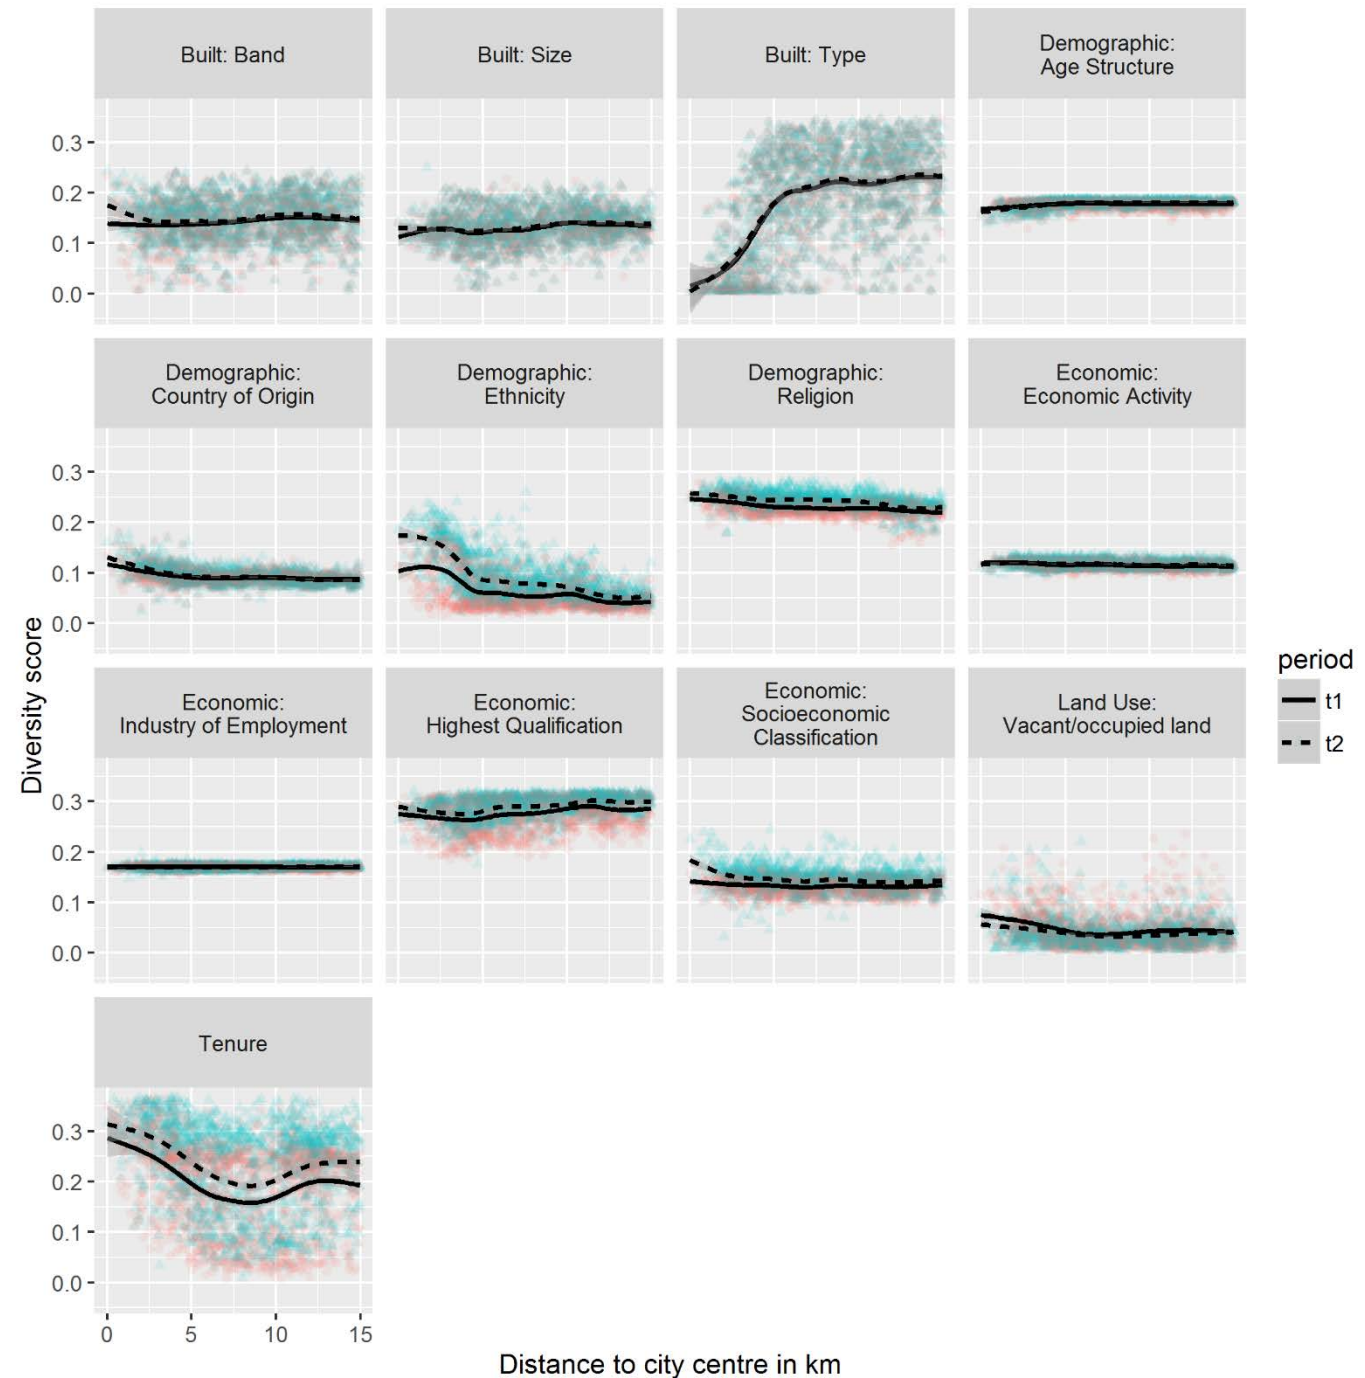 Built: Band
Built: Size
Built: Type
Demographic:
Age Structure
0.3
0.2
0.1
0.0
Demographic:
Country of Origin
Demographic:
Ethnicity
Demographic:
Religion
Economic:
Economic Activity
0.3
0.2
0.1
0.0
Economic:
Industry of Employment
Economic:
Highest Qualification
Economic:
Socioeconomic
Classification
Land Use:
Vacant/occupied land
0.3
0.2
0.1
0.0
Tenure
0.3
0.2
0.1
0.0
0
5
10
15
Distance to city centre in km
Diversity score
period
t1
t2